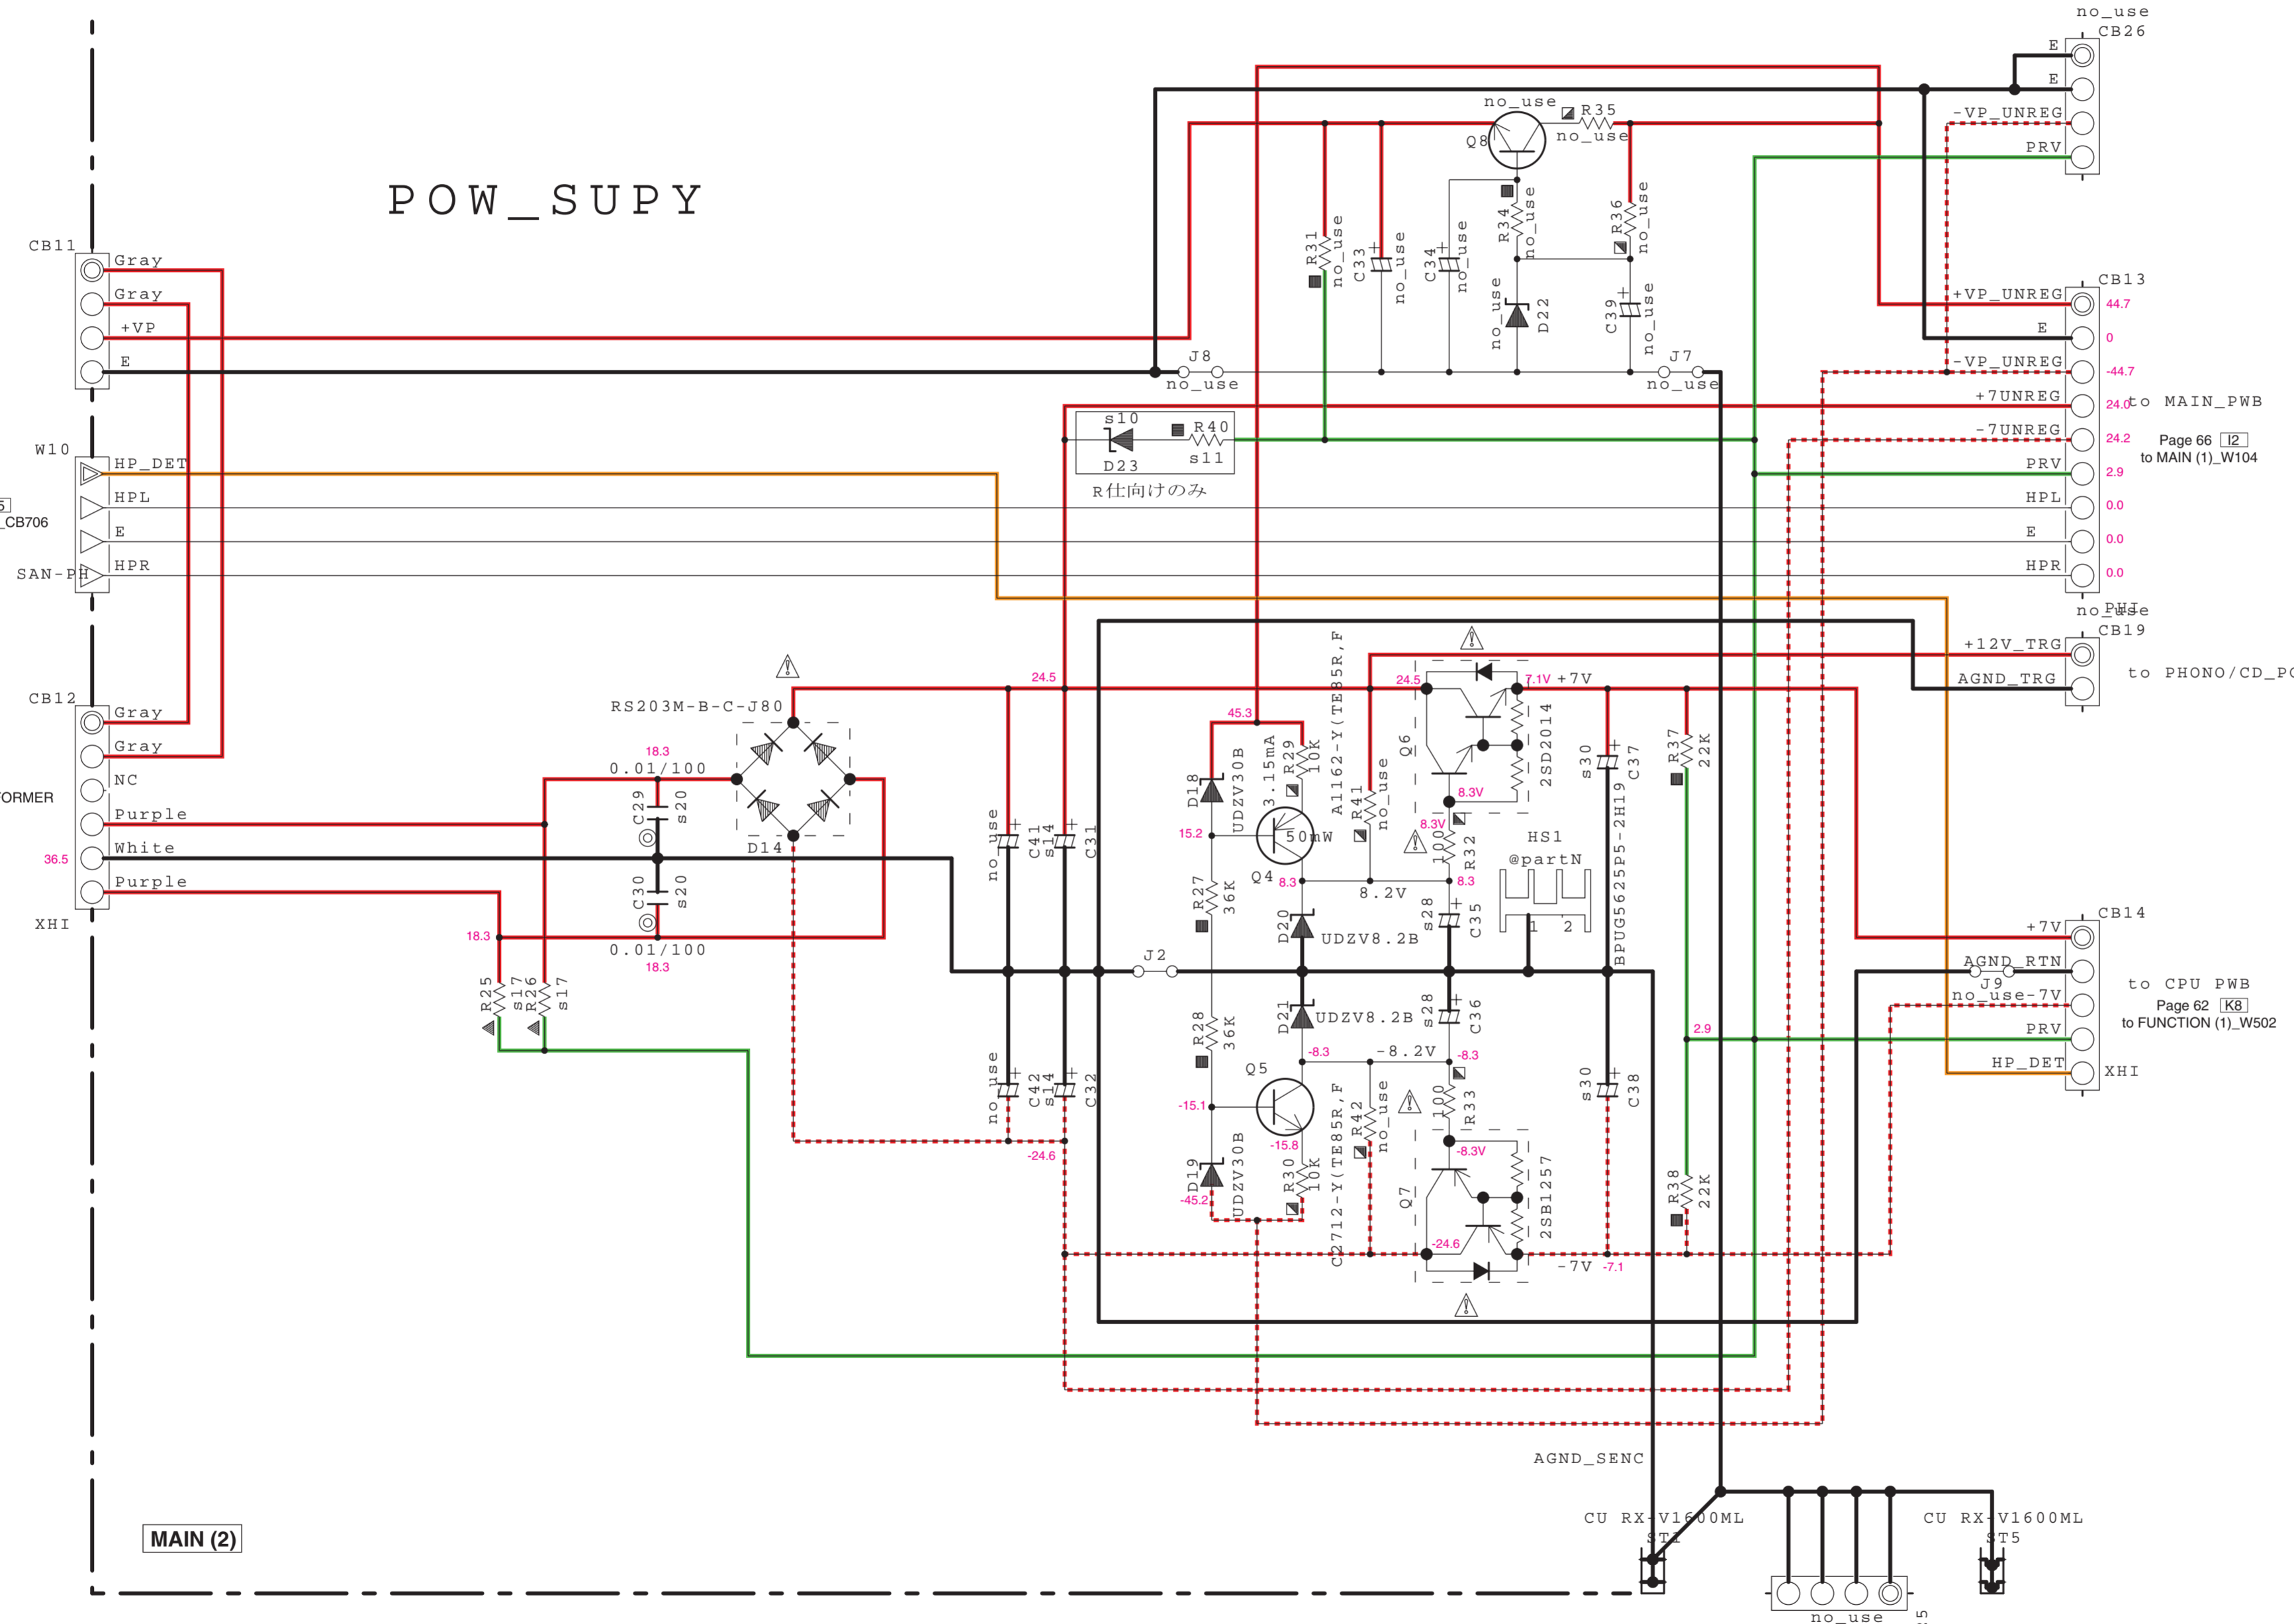 no_use
CB26
E
E
-VP_UNREG
PRV
POW_SUPY
no_use
R35
no_use
Q8
R34
no_use
R36
no_use
R31
no_use
C33
no_use
C34
no_use
no_use
D22
C39
no_use
CB11
Gray
Gray
+VP
E
J8
no_use
J7
no_use
CB13
+VP_UNREG
44.7
E
0
-VP_UNREG
-44.7
+7UNREG
24.0
to MAIN_PWB
-7UNREG
24.2
Page 66 I2
to MAIN (1)_W104
PRV
2.9
HPL
0.0
E
0.0
HPR
0.0
PHI
s10
R40
D23
s11
R仕向けのみ
W10
HP_DET
HPL
E
HPR
SAN-PH
5
_CB706
no_use
CB19
+12V_TRG
AGND_TRG
to PHONO/CD_PC
CB12
Gray
Gray
NC
Purple
White
Purple
36.5
XHI
FORMER
RS203M-B-C-J80
D14
18.3
0.01/100
C29
s20
C30
s20
0.01/100
18.3
18.3
R25
s17
R26
s17
24.5
no_use
C41
s14
C31
no_use
C42
s14
C32
-24.6
J2
45.3
D18
UDZV30B
3.15mA
R29
10K
A1162-Y(TE85R,F
15.2
50mW
Q4
8.3
R27
36K
R41
no_use
8.2V
8.3
D20
UDZV8.2B
s28
C35
24.5
Q6
7.1V
+7V
2SD2014
8.3V
8.3V
100
R32
HS1
@partN
1
2
s30
C37
BPUG5625P5-2H19
R37
22K
R28
36K
D21
UDZV8.2B
s28
C36
-8.3
-8.2V
-8.3
Q5
-15.1
-15.8
D19
UDZV30B
-45.2
R30
10K
C2712-Y(TE85R,F
R42
no_use
100
R33
-8.3V
Q7
2SB1257
-24.6
-7V
-7.1
s30
C38
R38
22K
2.9
CB14
+7V
AGND_RTN
J9
no_use
-7V
PRV
HP_DET
XHI
to CPU PWB
Page 62 K8
to FUNCTION (1)_W502
AGND_SENC
CU RX-V1600ML
ST1
CU RX-V1600ML
ST5
no_use
MAIN (2)